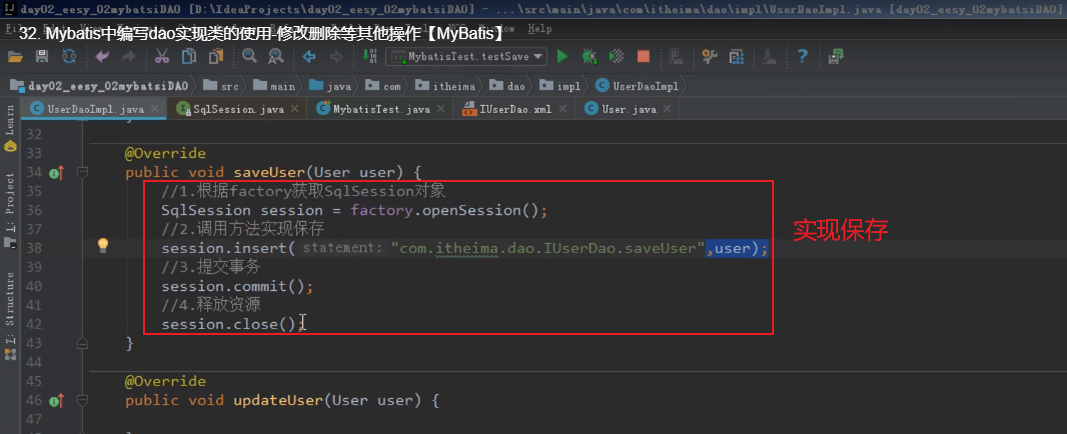 day02_eesy_02mybatsiDAO [D:\IdeaProjects\day02_eesy_02mybatsiDAO] - ...\src\main\java\com\itheima\dao\impl\UserDaoImpl.java [day02_eesy_02mybatsiDAO]
32. Mybatis中编写dao实现类的使用-修改删除等其他操作【MyBatis】
Help
MybatisTest.testSave
day02_eesy_02mybatsiDAO src main java com itheima dao impl UserDaoImpl
UserDaoImpl.java × SqlSession.java × MybatisTest.java × IUserDao.xml × User.java ×
Learn
1: Project
7: Structure
32
33 @Override
34 public void saveUser(User user) {
35 //1.根据factory获取SqlSession对象
36 SqlSession session = factory.openSession();
37 //2.调用方法实现保存
38 session.insert( statement: "com.itheima.dao.IUserDao.saveUser",user);
39 //3.提交事务
40 session.commit();
41 //4.释放资源
42 session.close();
43 }
44
45 @Override
46 public void updateUser(User user) {
47
实现保存